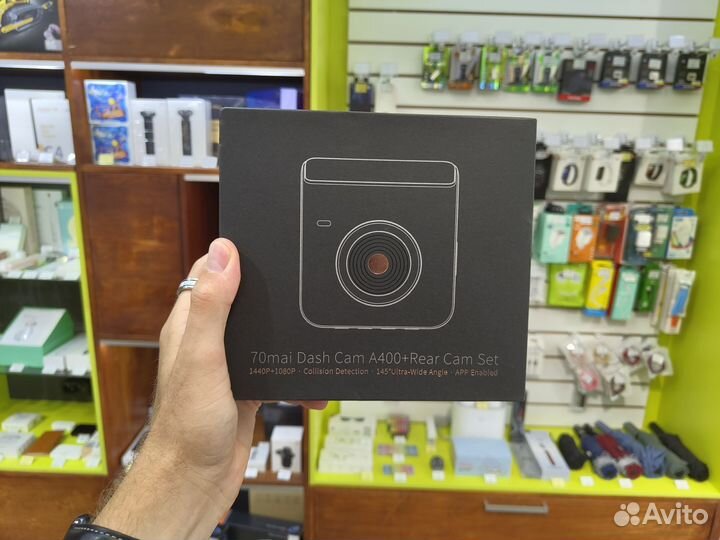 70mai Dash Cam A400+Rear Cam Set
1440P+1080P · Collision Detection · 145°Ultra-Wide Angle · APP Enabled
Avito